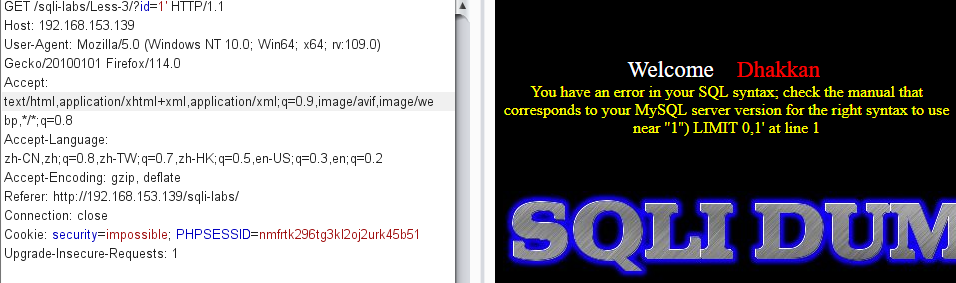 GET /sqli-labs/Less-3/?id=1' HTTP/1.1
Host: 192.168.153.139
User-Agent: Mozilla/5.0 (Windows NT 10.0; Win64; x64; rv:109.0)
Gecko/20100101 Firefox/114.0
Accept:
text/html,application/xhtml+xml,application/xml;q=0.9,image/avif,image/we
bp,*/*;q=0.8
Accept-Language:
zh-CN,zh;q=0.8,zh-TW;q=0.7,zh-HK;q=0.5,en-US;q=0.3,en;q=0.2
Accept-Encoding: gzip, deflate
Referer: http://192.168.153.139/sqli-labs/
Connection: close
Cookie: security=impossible; PHPSESSID=nmfrtk296tg3kl2oj2urk45b51
Upgrade-Insecure-Requests: 1
Welcome Dhakkan
You have an error in your SQL syntax; check the manual that
corresponds to your MySQL server version for the right syntax to use
near ''1'') LIMIT 0,1' at line 1
SQLI DUM